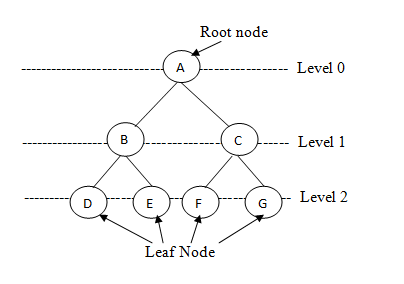 Root node
A
Level 0
B
C
Level 1
D
E
F
G
Level 2
Leaf Node